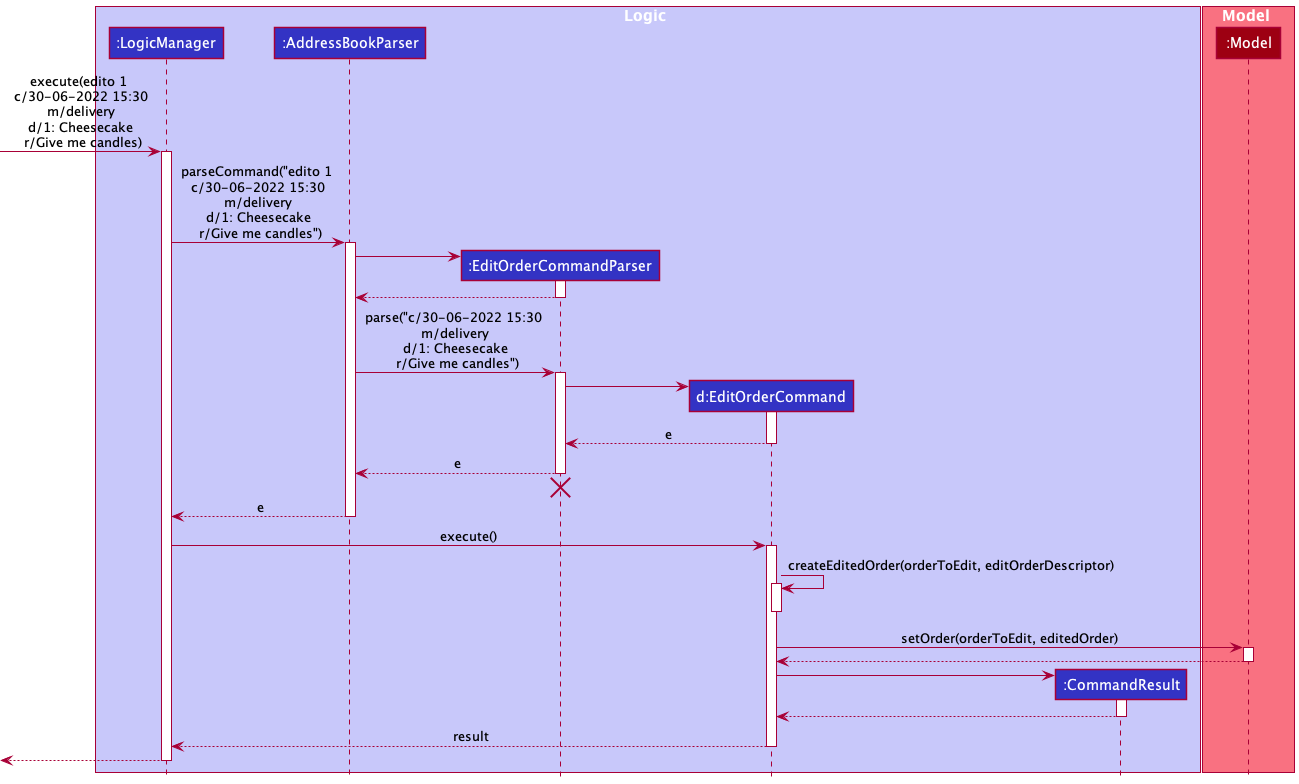 Logic
Model
:LogicManager
:AddressBookParser
:Model
execute(edito 1
c/30-06-2022 15:30
m/delivery
d/1: Cheesecake
r/Give me candles)
parseCommand("edito 1
c/30-06-2022 15:30
m/delivery
d/1: Cheesecake
r/Give me candles")
:EditOrderCommandParser
parse("c/30-06-2022 15:30
m/delivery
d/1: Cheesecake
r/Give me candles")
d:EditOrderCommand
e
e
e
execute()
createEditedOrder(orderToEdit, editOrderDescriptor)
setOrder(orderToEdit, editedOrder)
:CommandResult
result